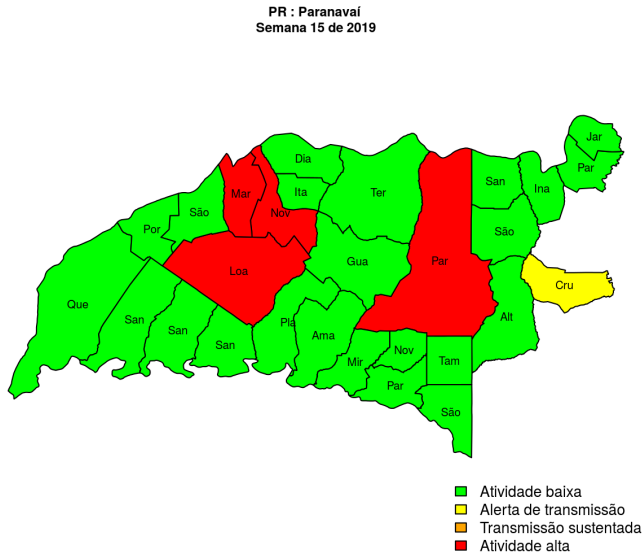 PR : Paranavaí
Semana 15 de 2019
Jar
Par
Dia
San
Ina
Mar
Ita
Ter
São
Nov
Por
São
Loa
Gua
Par
Cru
Que
San
San
San
Pla
Ama
Alt
Mir
Nov
Tam
Par
São
Atividade baixa
Alerta de transmissão
Transmissão sustentada
Atividade alta